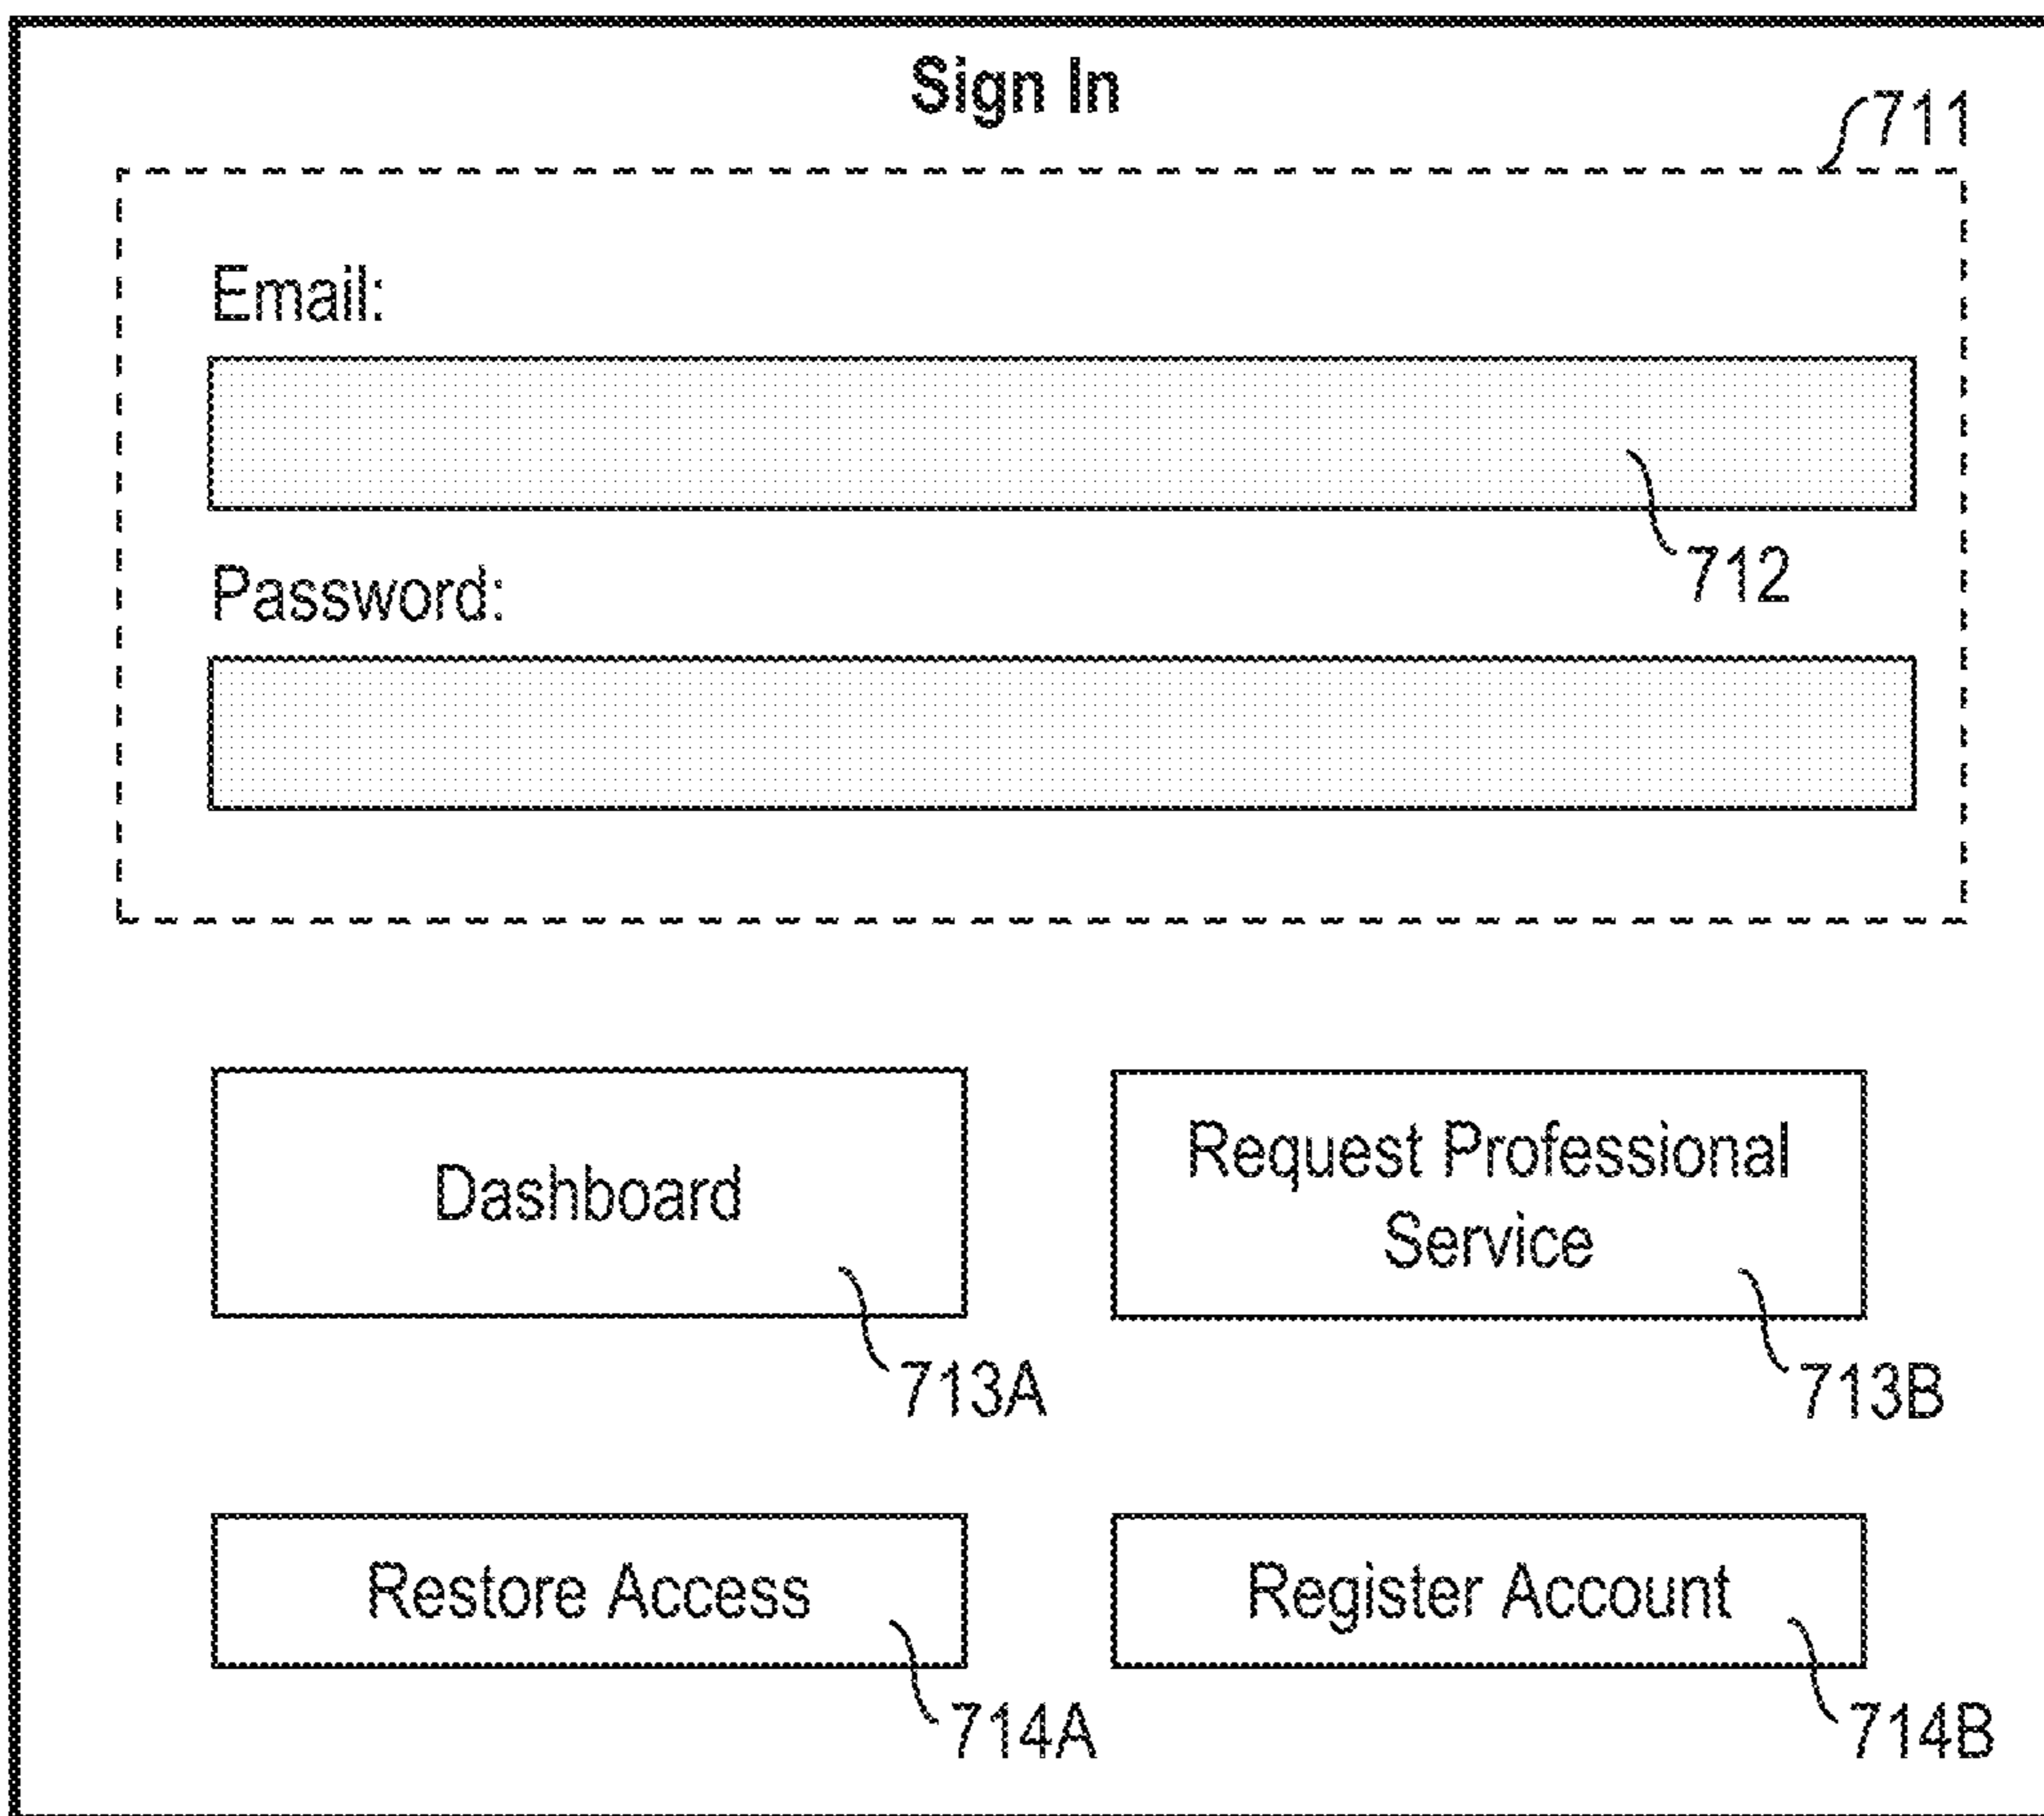 Sign In
711
Email:
712
Password:
Dashboard
Request Professional
Service
713A
713B
Restore Access
Register Account
714A
714B